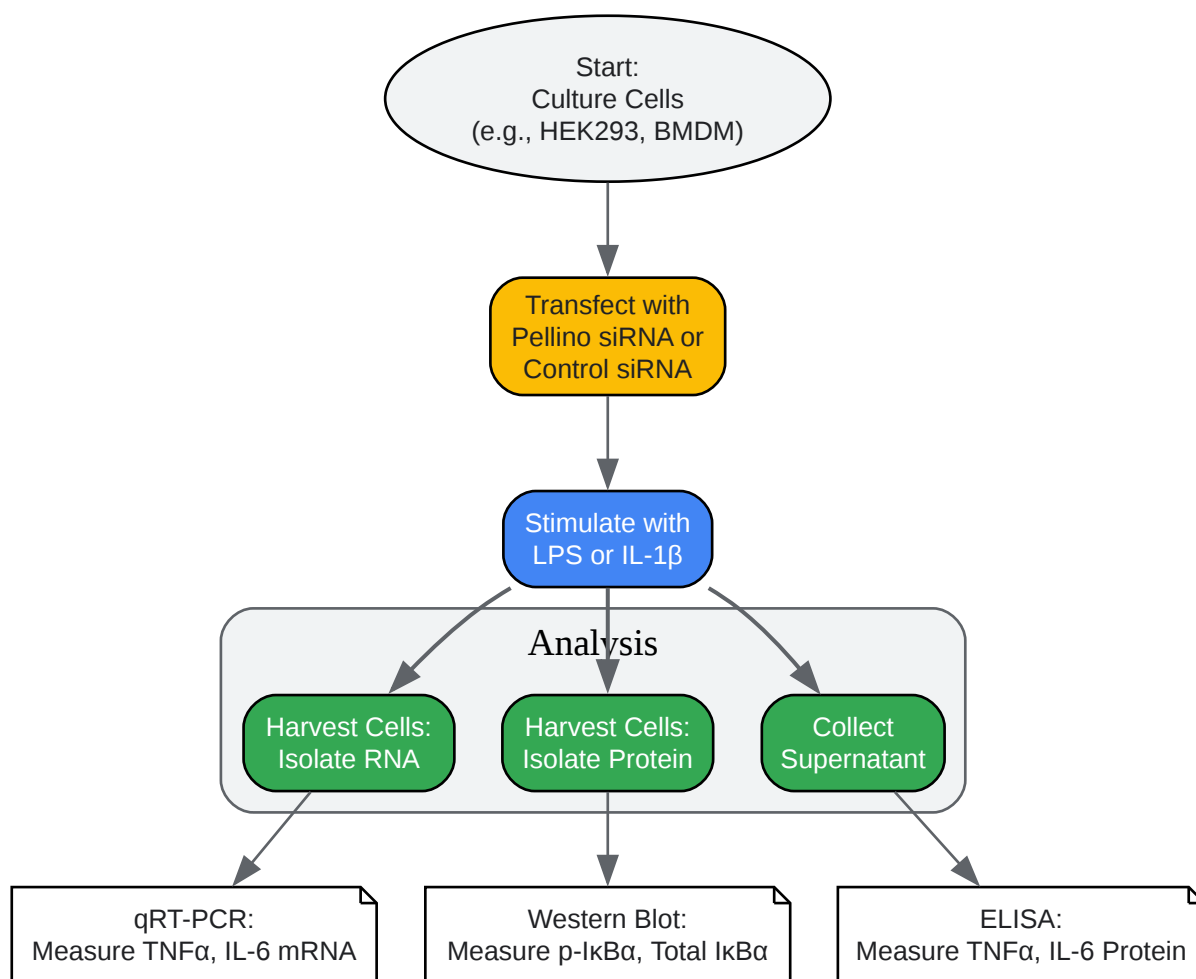 Start:
Culture Cells
(e.g., HEK293, BMDM)
Transfect with
Pellino siRNA or
Control siRNA
Stimulate with
LPS or IL-1β
Analysis
Harvest Cells:
Isolate RNA
Harvest Cells:
Isolate Protein
Collect
Supernatant
qRT-PCR:
Measure TNFα, IL-6 mRNA
Western Blot:
Measure p-IκBα, Total IκBα
ELISA:
Measure TNFα, IL-6 Protein